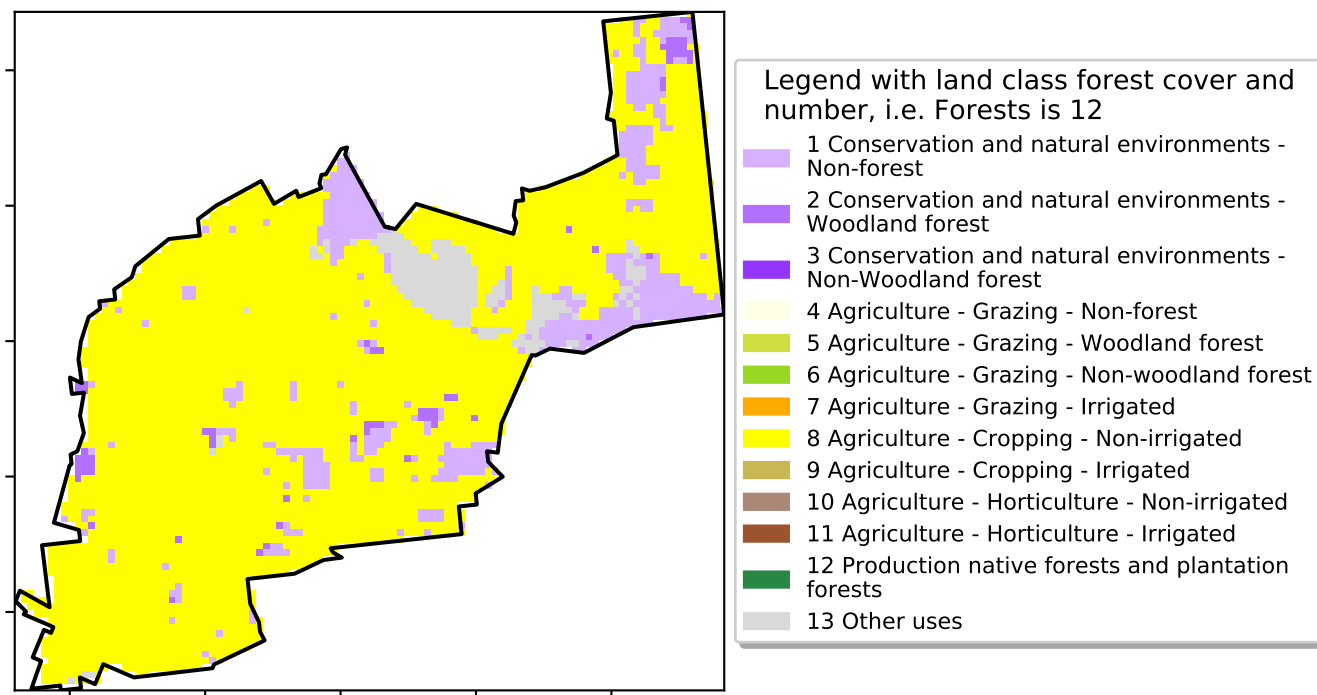 Legend with land class forest cover and
number, i.e. Forests is 12
1 Conservation and natural environments -
Non-forest
2 Conservation and natural environments -
Woodland forest
3 Conservation and natural environments -
Non-Woodland forest
4 Agriculture - Grazing - Non-forest
5 Agriculture - Grazing - Woodland forest
6 Agriculture - Grazing - Non-woodland forest
7 Agriculture - Grazing - Irrigated
8 Agriculture - Cropping - Non-irrigated
9 Agriculture - Cropping - Irrigated
10 Agriculture - Horticulture - Non-irrigated
11 Agriculture - Horticulture - Irrigated
12 Production native forests and plantation
forests
13 Other uses